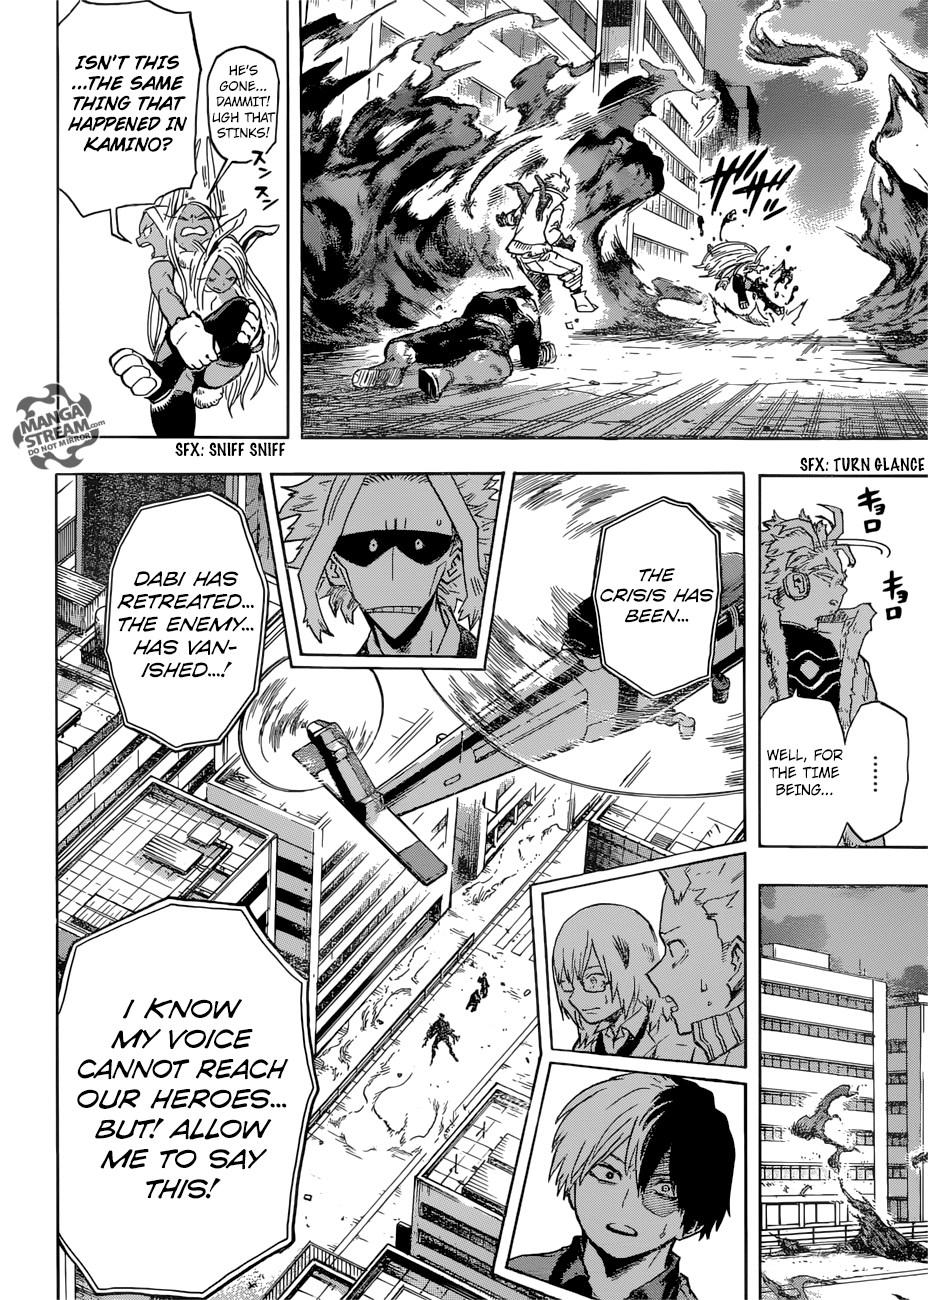 ザザザ
HE'S
GONE...
DAMMIT!
UGH THAT
STINKS!
スンスン
ISN'T THIS
...THE SAME
THING THAT
HAPPENED IN
KAMINO?
MANGA
STREAM.COM
DO NOT MIRROR
SFX: SNIFF SNIFF
SFX: TURN GLANCE
キョロ
キョロ
........
WELL, FOR
THE TIME
BEING...
THE
CRISIS HAS
BEEN...
DABI HAS
RETREATED...
THE ENEMY...
HAS VAN-
ISHED...!
I KNOW
MY VOICE
CANNOT REACH
OUR HEROES...
BUT! ALLOW
ME TO SAY
THIS!